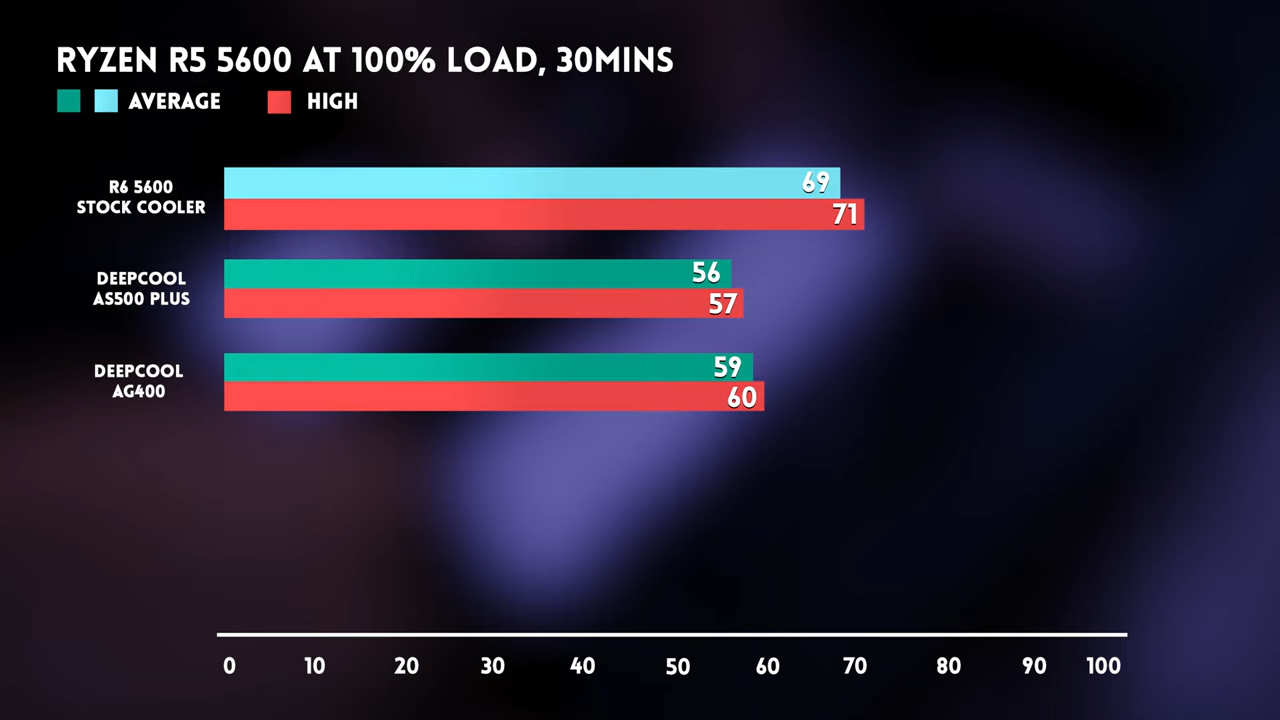 RYZEN R5 5600 AT 100% LOAD, 30MINS
AVERAGE HIGH
R6 5600
STOCK COOLER
69
71
DEEPCOOL
AS500 PLUS
56
57
DEEPCOOL
AG400
59
60
0 10 20 30 40 50 60 70 80 90 100